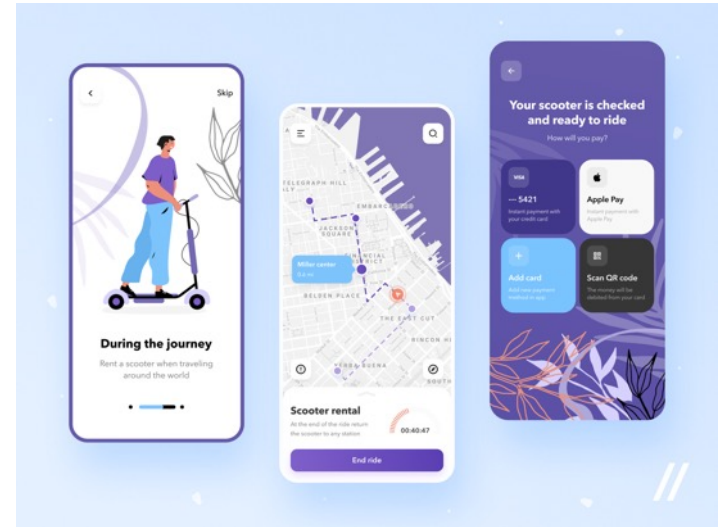 Skip
During the journey
Rent a scooter when traveling
around the world
TELEGRAPH HILL
EMBARCADERO
JACKSON
SQUARE
FINANCIAL
DISTRICT
Miller center
BELDEN PLACE
THE EAST CUT
RINCON HI
YERBA BUENA
SOUTH
Scooter rental
At the end of the ride return
the scooter to any station
00:40:47
End ride
Your scooter is checked
and ready to ride
How will you pay?
VISA
— 5421
Instant payment with
your credit card
Apple Pay
Instant payment with
Apple Pay
Add card
Add new payment
method in app
Scan QR code
The money will be
debited from your card